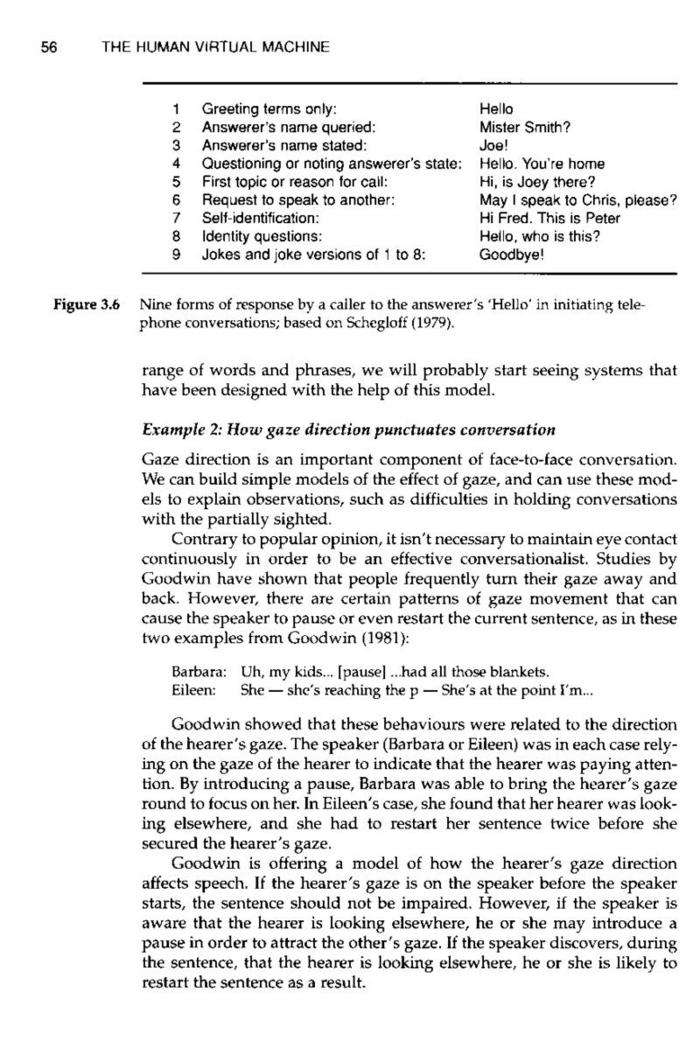 56 THE HUMAN VIRTUAL MACHINE
1 Greeting terms only: Hello
2 Answerer's name queried: Mister Smith?
3 Answerer's name stated: Joe!
4 Questioning or noting answerer's state: Hello. You're home
5 First topic or reason for call: Hi, is Joey there?
6 Request to speak to another: May I speak to Chris, please?
7 Self-identification: Hi Fred. This is Peter
8 Identity questions: Hello, who is this?
9 Jokes and joke versions of 1 to 8: Goodbye!
Figure 3.6 Nine forms of response by a caller to the answerer's 'Hello' in initiating tele-
phone conversations; based on Schegloff (1979).
range of words and phrases, we will probably start seeing systems that
have been designed with the help of this model.
Example 2: How gaze direction punctuates conversation
Gaze direction is an important component of face-to-face conversation.
We can build simple models of the effect of gaze, and can use these mod-
els to explain observations, such as difficulties in holding conversations
with the partially sighted.
Contrary to popular opinion, it isn't necessary to maintain eye contact
continuously in order to be an effective conversationalist. Studies by
Goodwin have shown that people frequently turn their gaze away and
back. However, there are certain patterns of gaze movement that can
cause the speaker to pause or even restart the current sentence, as in these
two examples from Goodwin (1981):
Barbara: Uh, my kids... [pause] ...had all those blankets.
Eileen: She — she's reaching the p — She's at the point I'm...
Goodwin showed that these behaviours were related to the direction
of the hearer's gaze. The speaker (Barbara or Eileen) was in each case rely-
ing on the gaze of the hearer to indicate that the hearer was paying atten-
tion. By introducing a pause, Barbara was able to bring the hearer's gaze
round to focus on her. In Eileen's case, she found that her hearer was look-
ing elsewhere, and she had to restart her sentence twice before she
secured the hearer's gaze.
Goodwin is offering a model of how the hearer's gaze direction
affects speech. If the hearer's gaze is on the speaker before the speaker
starts, the sentence should not be impaired. However, if the speaker is
aware that the hearer is looking elsewhere, he or she may introduce a
pause in order to attract the other's gaze. If the speaker discovers, during
the sentence, that the hearer is looking elsewhere, he or she is likely to
restart the sentence as a result.